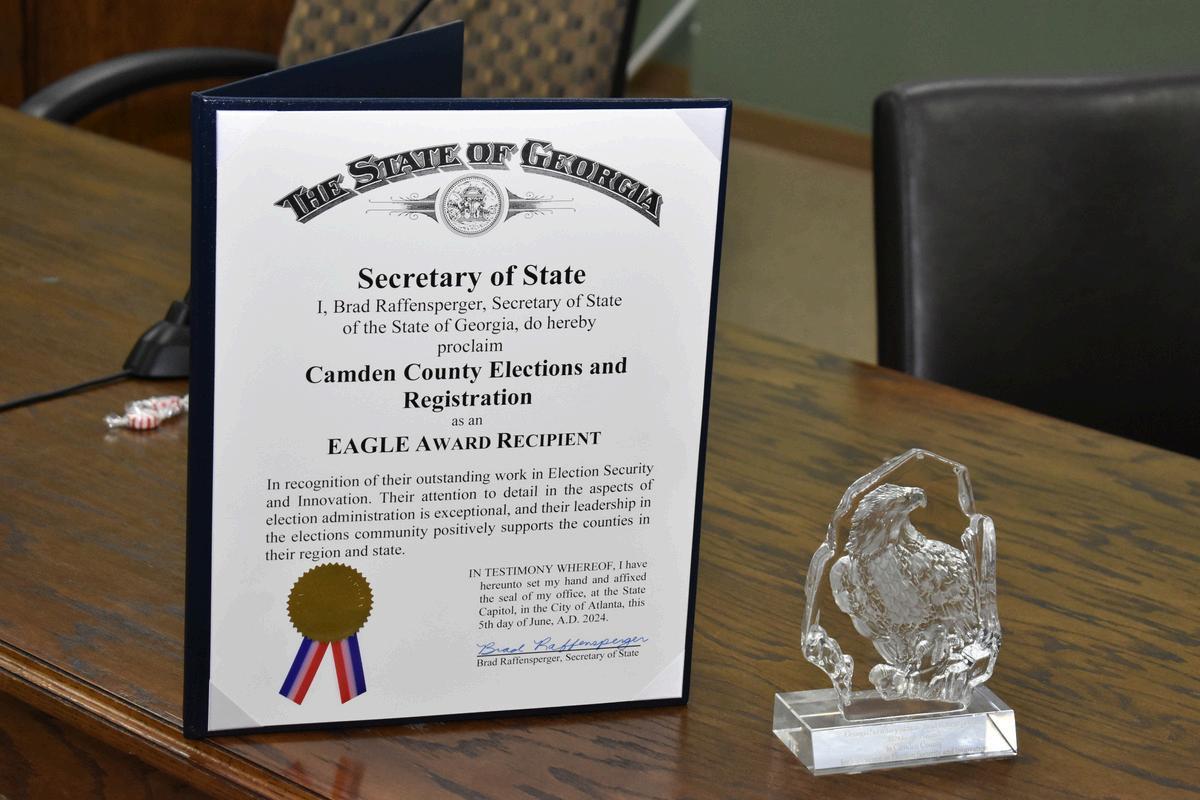 THE STATE OF GEORGIA
Secretary of State
I, Brad Raffensperger, Secretary of State
of the State of Georgia, do hereby
proclaim
Camden County Elections and
Registration
as an
EAGLE AWARD RECIPIENT
In recognition of their outstanding work in Election Security
and Innovation. Their attention to detail in the aspects of
election administration is exceptional, and their leadership in
the elections community positively supports the counties in
their region and state.
IN TESTIMONY WHEREOF, I have
hereunto set my hand and affixed
the seal of my office, at the State
Capitol, in the City of Atlanta, this
5th day of June, A.D. 2024.
Brad Raffensperger
Brad Raffensperger, Secretary of State